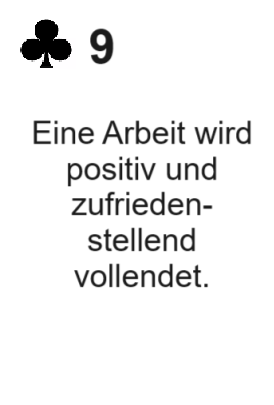 ♣ 9
Eine Arbeit wird
positiv und
zufrieden-
stellend
vollendet.